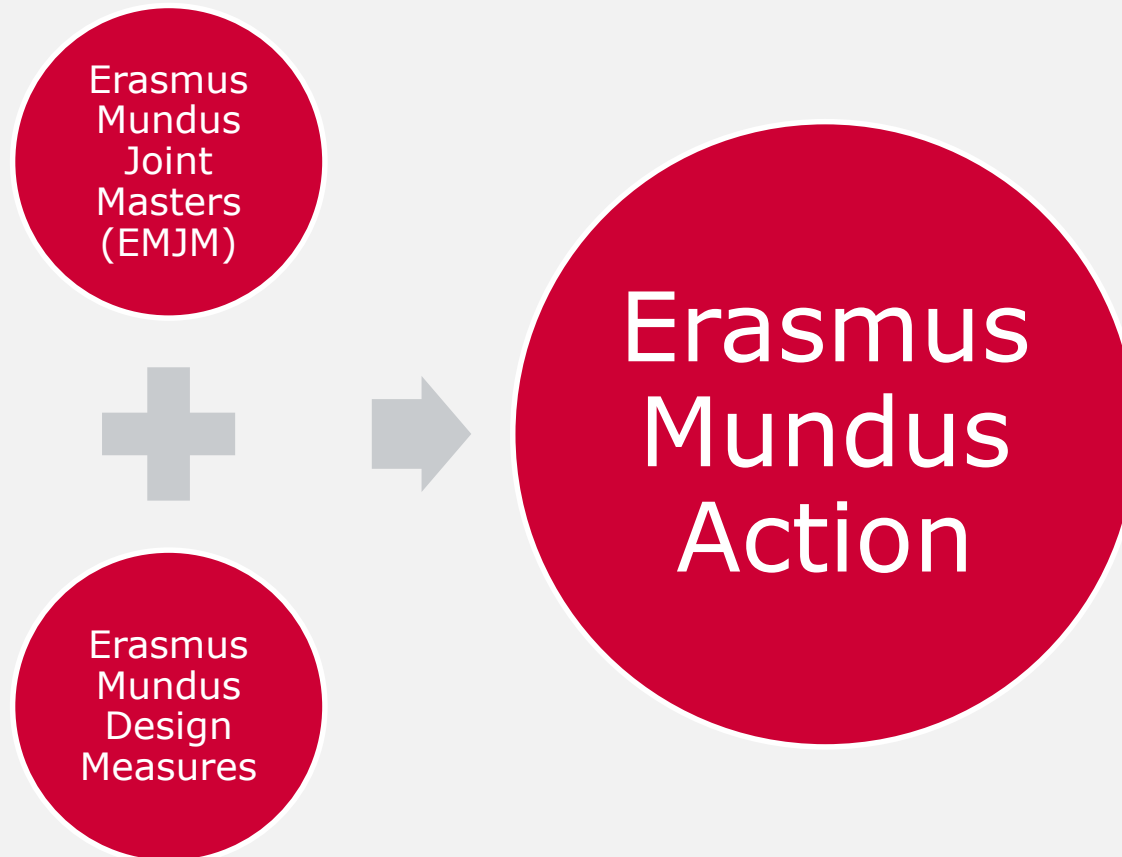 Erasmus
Mundus
Joint
Masters
(EMJM)
Erasmus
Mundus
Design
Measures
Erasmus
Mundus
Action